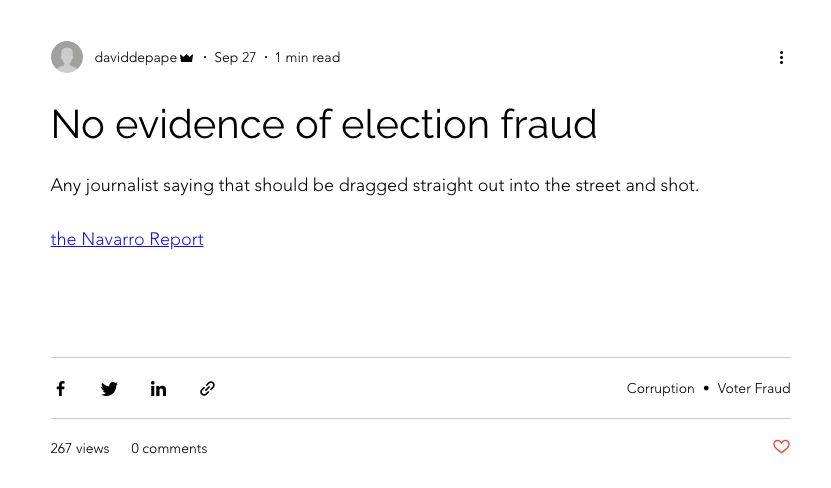 daviddepape · Sep 27 · 1 min read
No evidence of election fraud
Any journalist saying that should be dragged straight out into the street and shot.
the Navarro Report
Corruption • Voter Fraud
267 views 0 comments